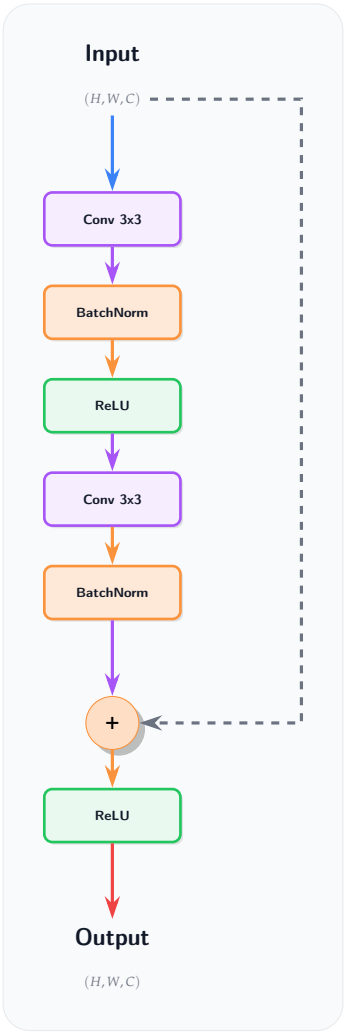 Input
(H,W,C)
Conv 3x3
BatchNorm
ReLU
Conv 3x3
BatchNorm
+
ReLU
Output
(H,W,C)